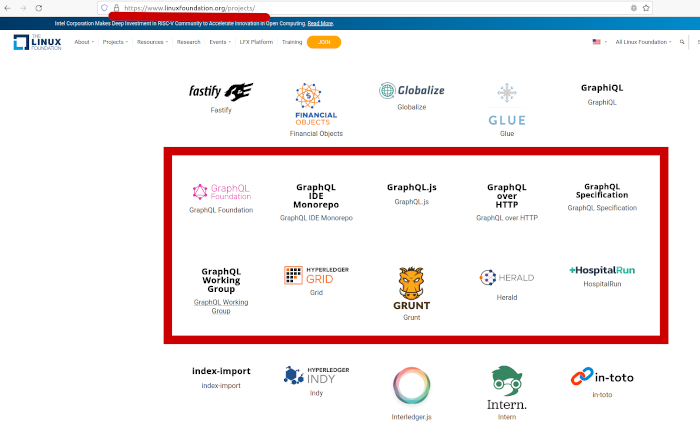 https://www.linuxfoundation.org/projects/
Intel Corporation Makes Deep Investment in RISC-V Community to Accelerate Innovation in Open Computing. Read More.
THE
LINUX
FOUNDATION
About Projects Resources Research Events LFX Platform Training JOIN All Linux Foundation
fastify
Fastify
FINANCIAL
OBJECTS
Financial Objects
Globalize
Globalize
GLUE
Glue
GraphiQL
GraphiQL
GraphQL
Foundation
GraphQL Foundation
GraphQL
IDE
Monorepo
GraphQL IDE Monorepo
GraphQL.js
GraphQL.js
GraphQL
over
HTTP
GraphQL over HTTP
GraphQL
Specification
GraphQL Specification
GraphQL
Working
Group
GraphQL Working
Group
HYPERLEDGER
GRID
Grid
GRUNT
Grunt
HERALD
Herald
HospitalRun
HospitalRun
index-import
index-import
HYPERLEDGER
INDY
Indy
Interledger.js
Intern.
Intern
in-toto
in-toto